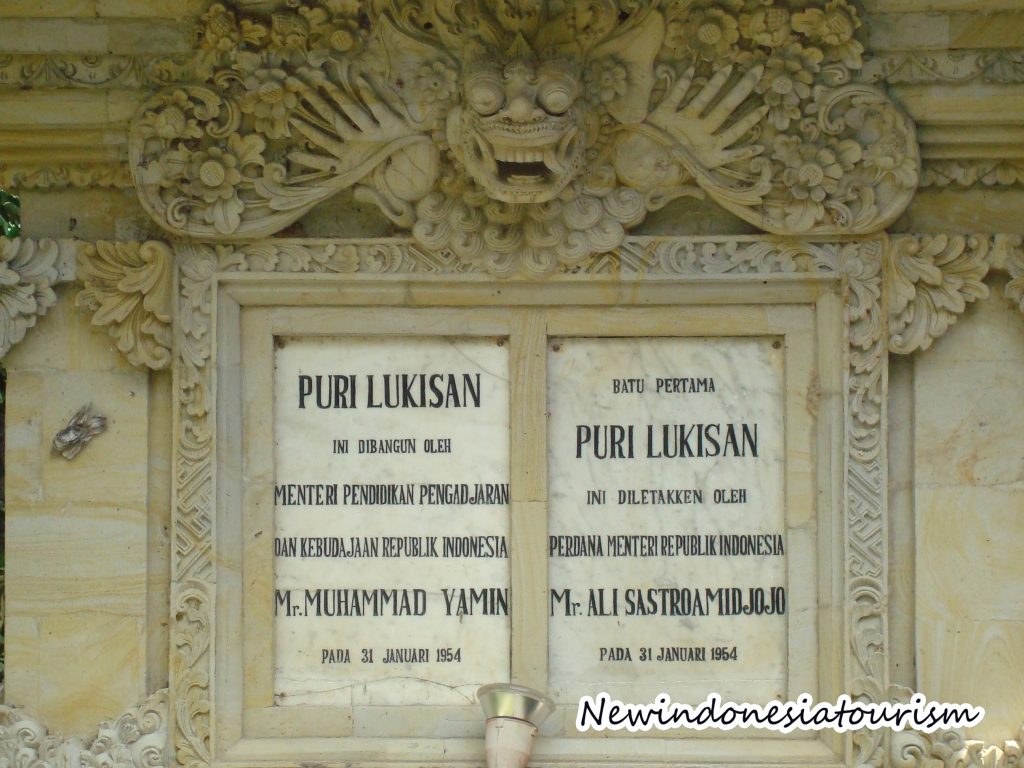 PURI LUKISAN
INI DIBANGUN OLEH
MENTERI PENDIDIKAN PENGADJARAN
DAN KEBUDAJAAN REPUBLIK INDONESIA
Mr. MUHAMMAD YAMIN
PADA 31 JANUARI 1954
BATU PERTAMA
PURI LUKISAN
INI DILETAKKEN OLEH
PERDANA MENTERI REPUBLIK INDONESIA
Mr. ALI SASTROAMIDJOJO
PADA 31 JANUARI 1954
Newindonesiatourism